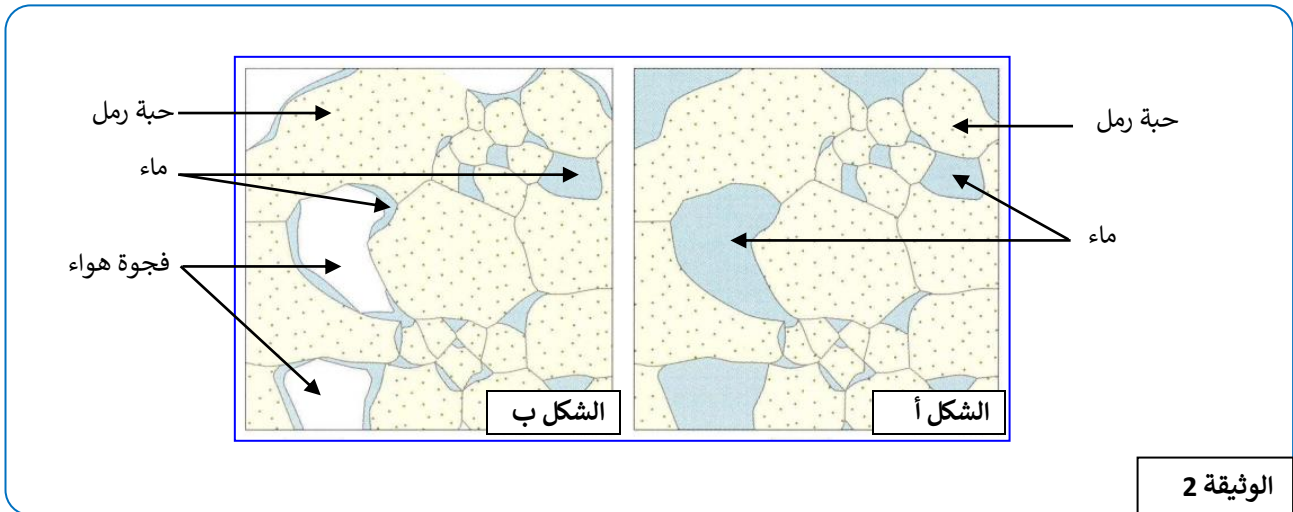 حبة رمل
ماء
الشكل أ
حبة رمل
ماء
فجوة هواء
الشكل ب
الوثيقة 2